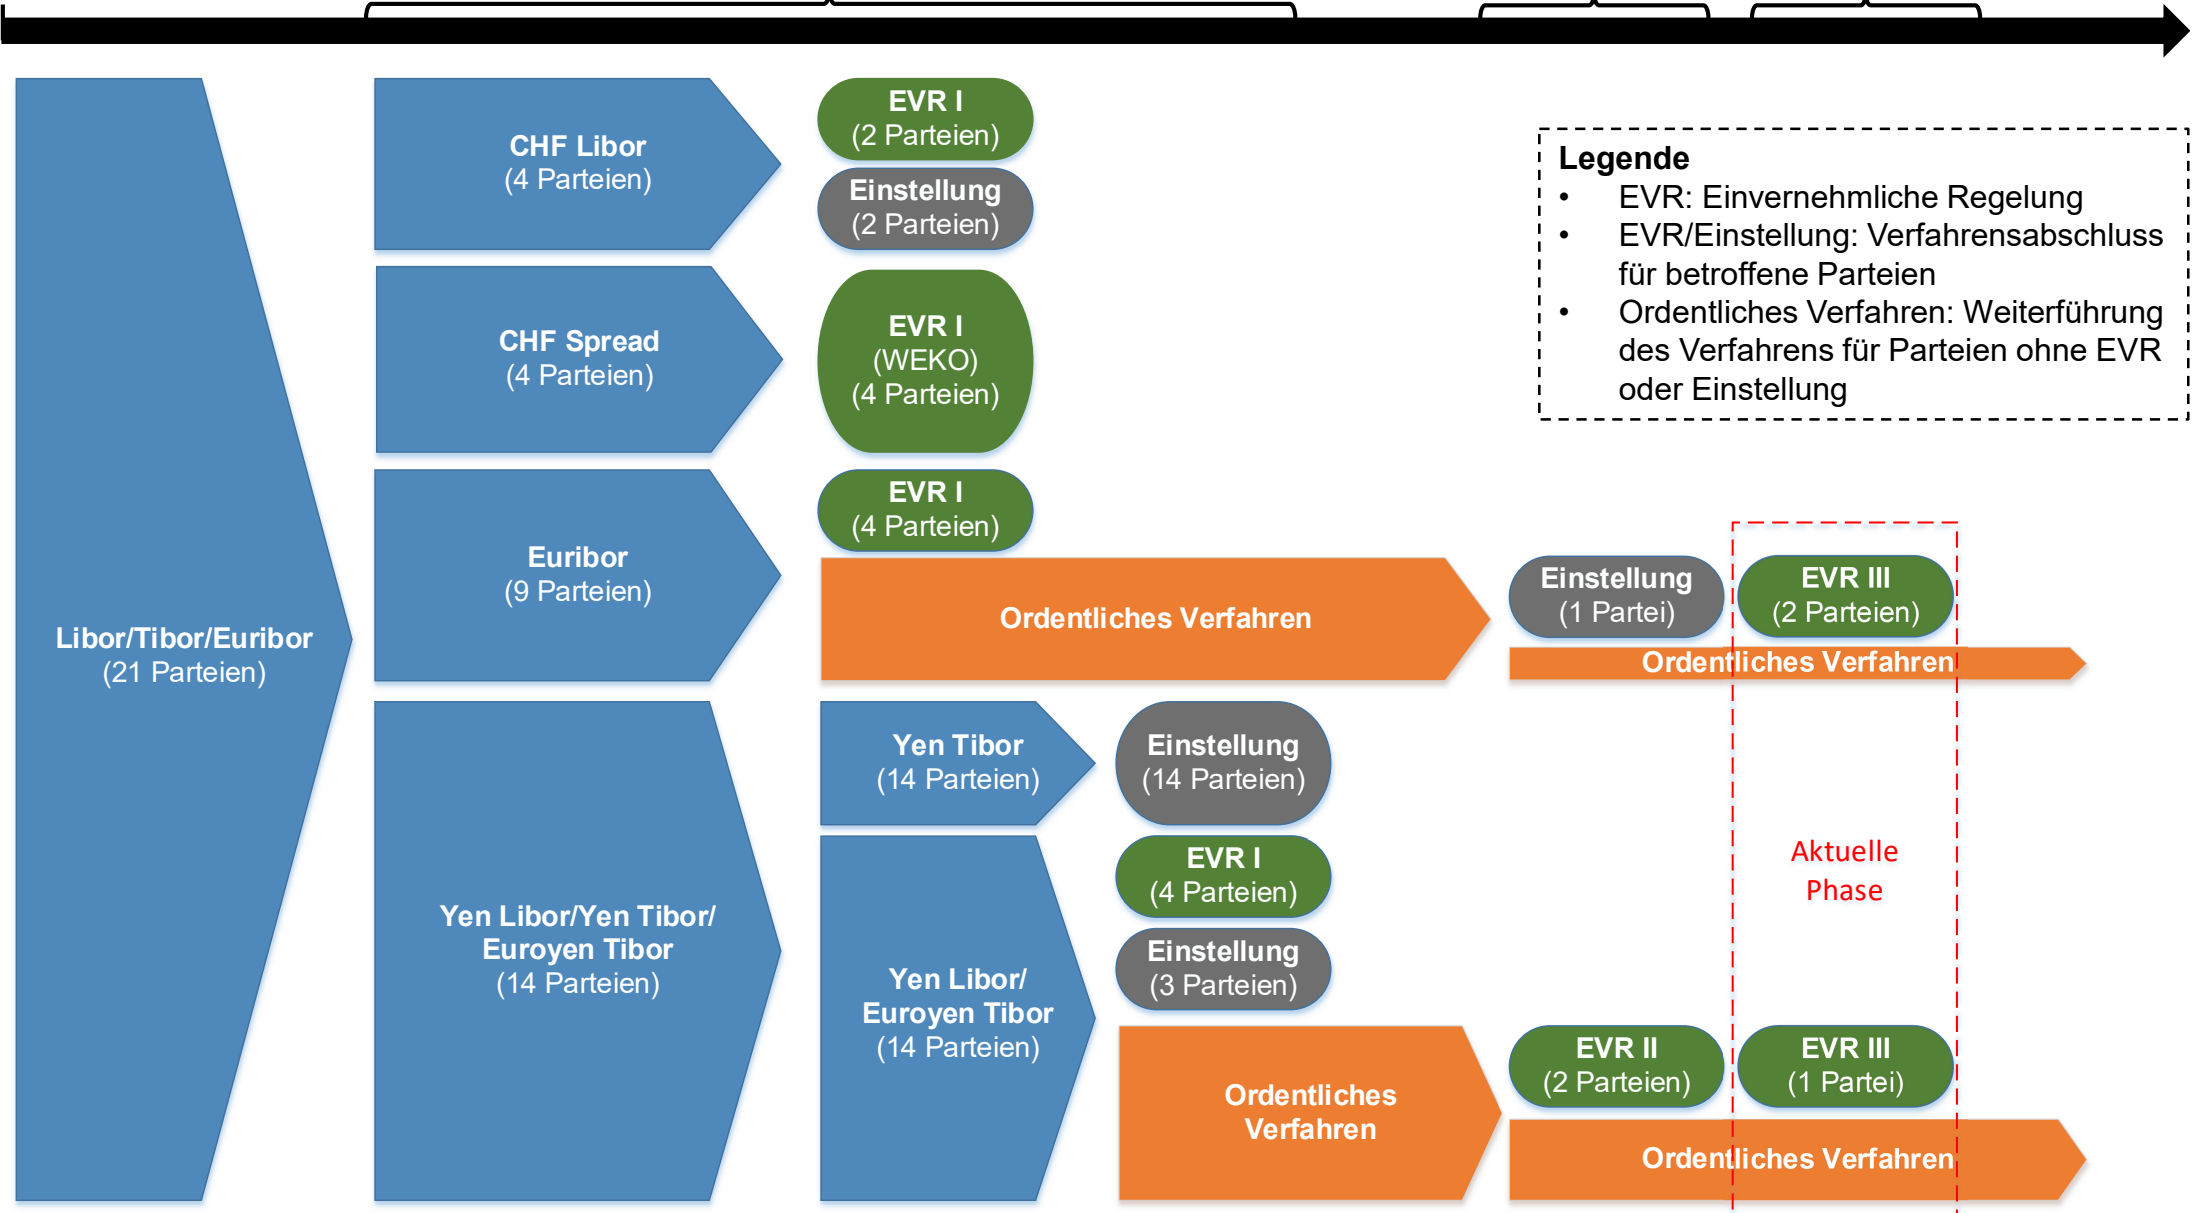 Libor/Tibor/Euribor
(21 Parteien)
CHF Libor
(4 Parteien)
EVR I
(2 Parteien)
Einstellung
(2 Parteien)
CHF Spread
(4 Parteien)
EVR I
(WEKO)
(4 Parteien)
Legende
• EVR: Einvernehmliche Regelung
• EVR/Einstellung: Verfahrensabschluss
für betroffene Parteien
• Ordentliches Verfahren: Weiterführung
des Verfahrens für Parteien ohne EVR
oder Einstellung
Euribor
(9 Parteien)
EVR I
(4 Parteien)
Ordentliches Verfahren
Einstellung
(1 Partei)
EVR III
(2 Parteien)
Ordentliches Verfahren
Yen Libor/Yen Tibor/
Euroyen Tibor
(14 Parteien)
Yen Tibor
(14 Parteien)
Einstellung
(14 Parteien)
Yen Libor/
Euroyen Tibor
(14 Parteien)
EVR I
(4 Parteien)
Einstellung
(3 Parteien)
Ordentliches
Verfahren
EVR II
(2 Parteien)
EVR III
(1 Partei)
Ordentliches Verfahren
Aktuelle
Phase